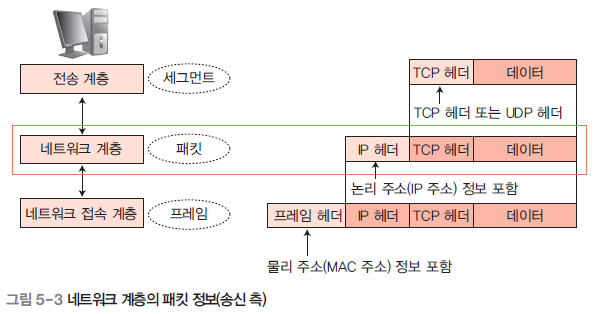 전송 계층 세그먼트 TCP 헤더 데이터
TCP 헤더 또는 UDP 헤더
네트워크 계층 패킷 IP 헤더 TCP 헤더 데이터
논리 주소(IP 주소) 정보 포함
네트워크 접속 계층 프레임 프레임 헤더 IP 헤더 TCP 헤더 데이터
물리 주소(MAC 주소) 정보 포함
그림 5-3 네트워크 계층의 패킷 정보(송신 측)